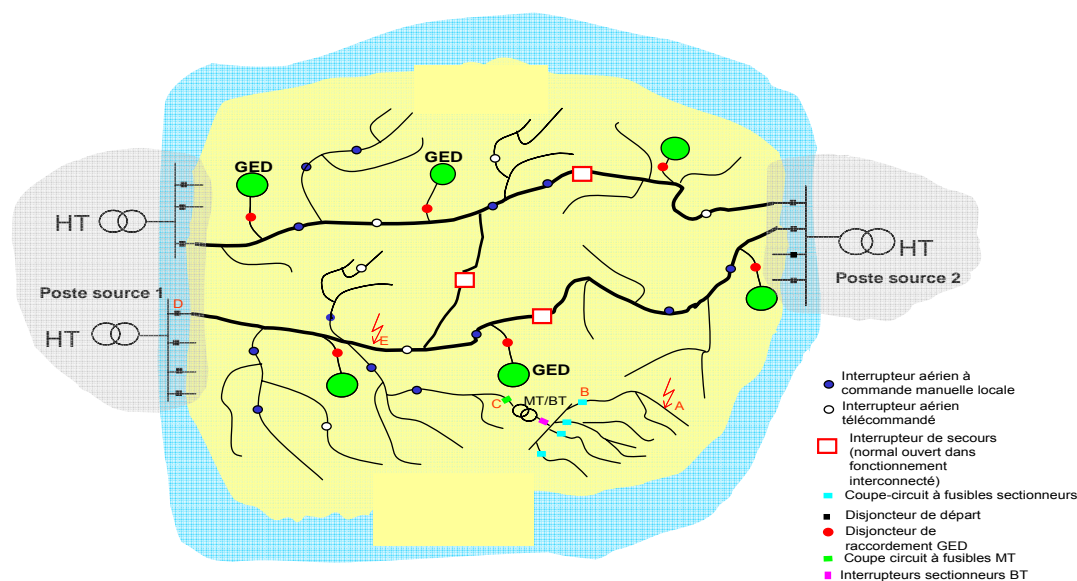 GED
GED
HT
HT
Poste source 1
Poste source 2
D
HT
E
GED
C
MT/BT
B
A
Interrupteur aérien à
commande manuelle locale
Interrupteur aérien
télécommandé
Interrupteur de secours
(normal ouvert dans
fonctionnement
interconnecté)
Coupe-circuit à fusibles sectionneurs
Disjoncteur de départ
Disjoncteur de
raccordement GED
Coupe circuit à fusibles MT
Interrupteurs sectionneurs BT